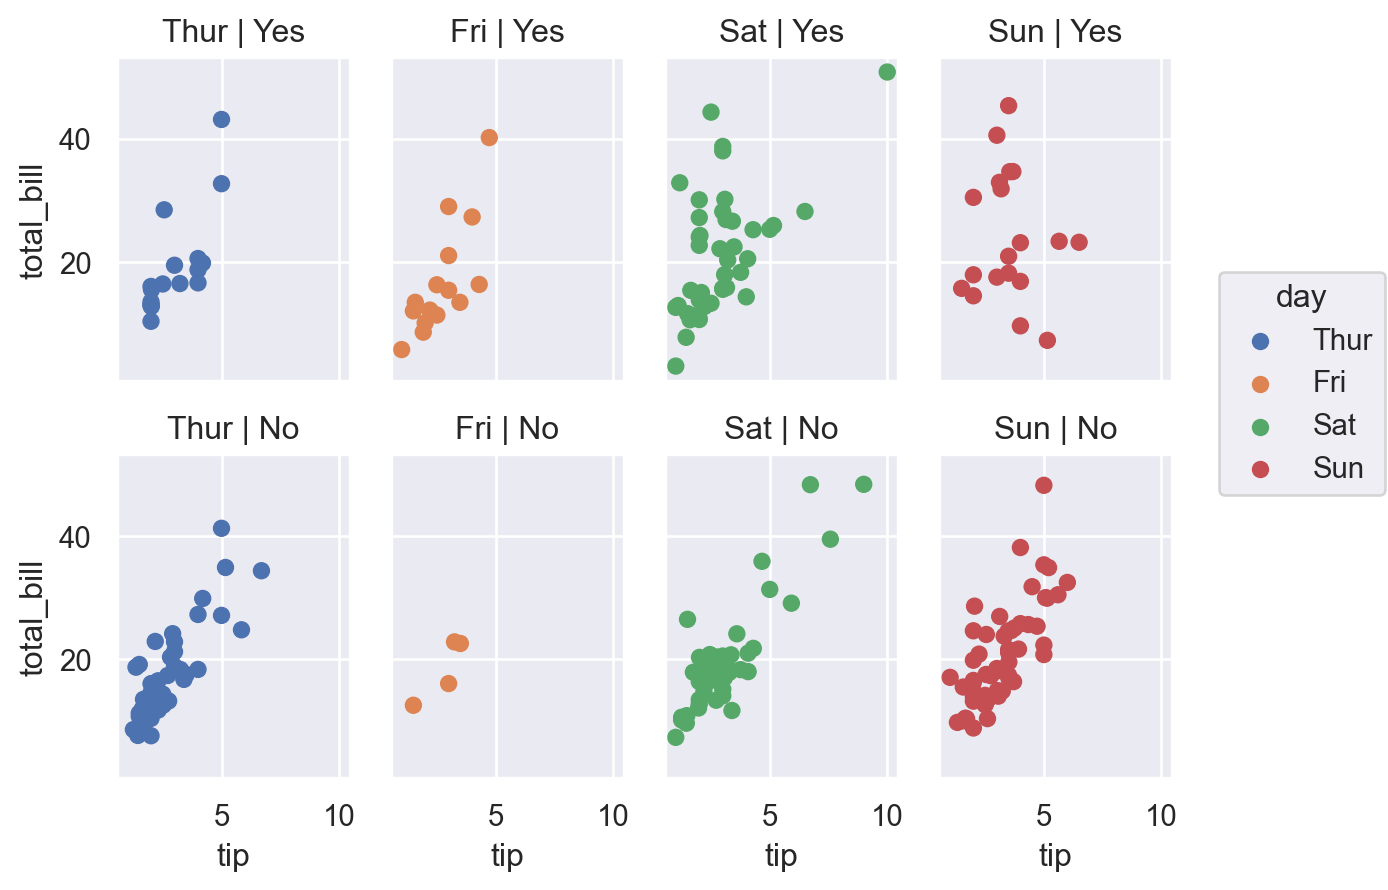 Thur | Yes
Fri | Yes
Sat | Yes
Sun | Yes
total_bill
40
20
Thur | No
Fri | No
Sat | No
Sun | No
total_bill
40
20
5 10
5 10
5 10
5 10
tip
tip
tip
tip
day
Thur
Fri
Sat
Sun